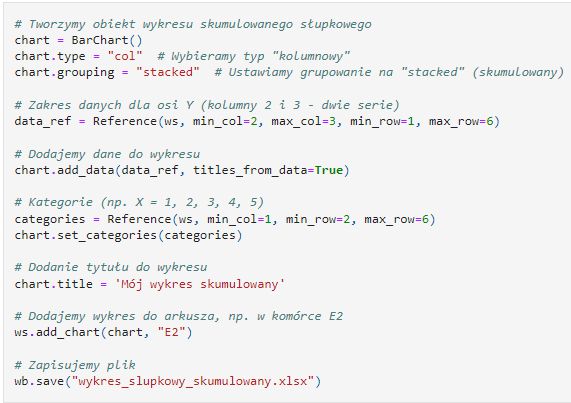 # Tworzymy obiekt wykresu skumulowanego słupkowego
chart = BarChart()
chart.type = "col"  # Wybieramy typ "kolumnowy"
chart.grouping = "stacked"  # Ustawiamy grupowanie na "stacked" (skumulowany)

# Zakres danych dla osi Y (kolumny 2 i 3 - dwie serie)
data_ref = Reference(ws, min_col=2, max_col=3, min_row=1, max_row=6)

# Dodajemy dane do wykresu
chart.add_data(data_ref, titles_from_data=True)

# Kategorie (np. X = 1, 2, 3, 4, 5)
categories = Reference(ws, min_col=1, min_row=2, max_row=6)
chart.set_categories(categories)

# Dodanie tytułu do wykresu
chart.title = 'Mój wykres skumulowany'

# Dodajemy wykres do arkusza, np. w komórce E2
ws.add_chart(chart, "E2")

# Zapisujemy plik
wb.save("wykres_slupkowy_skumulowany.xlsx")